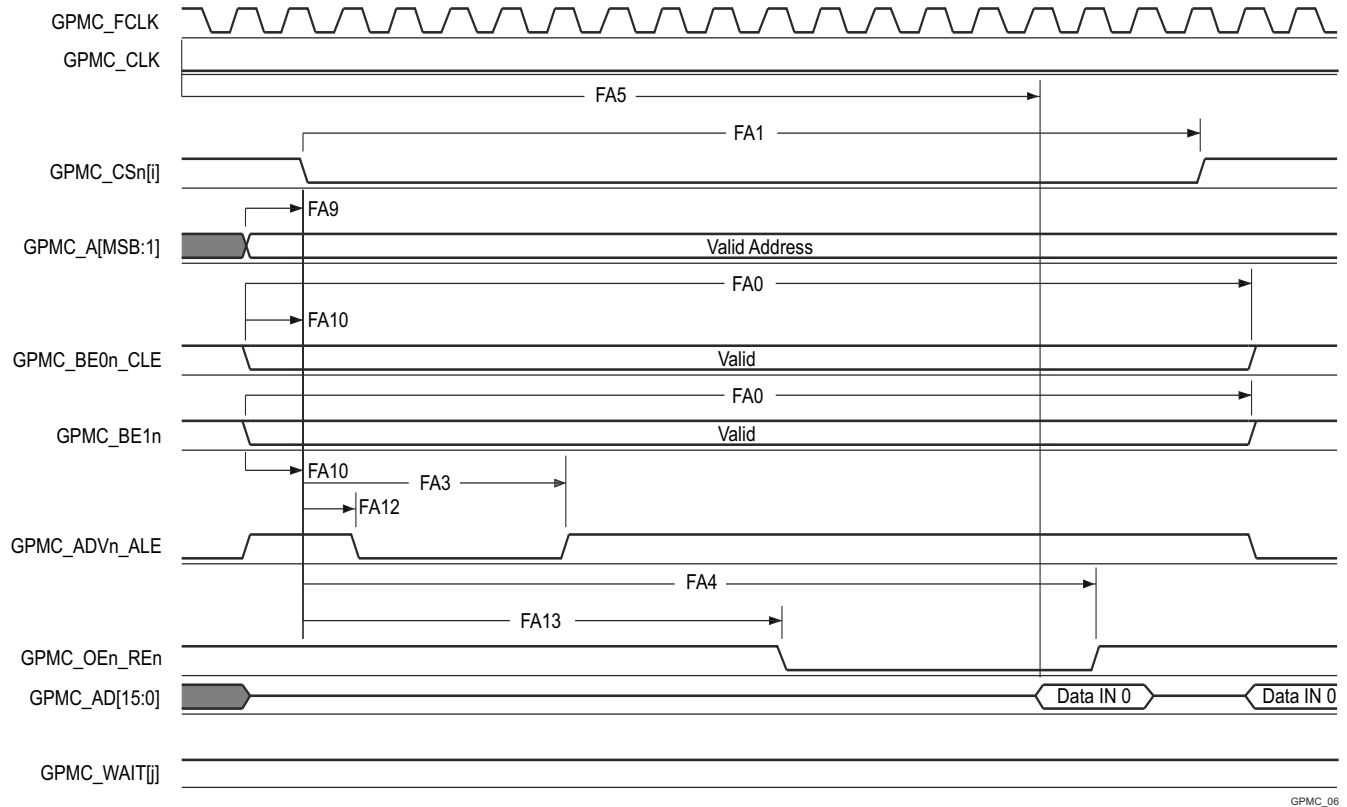 GPMC_FCLK
GPMC_CLK
FA5
FA1
GPMC_CSn[i]
FA9
GPMC_A[MSB:1]
Valid Address
FA0
FA10
GPMC_BE0n_CLE
Valid
FA0
GPMC_BE1n
Valid
FA10
FA3
FA12
GPMC_ADVn_ALE
FA4
FA13
GPMC_OEn_REn
GPMC_AD[15:0]
Data IN 0
Data IN 0
GPMC_WAIT[j]
GPMC_06